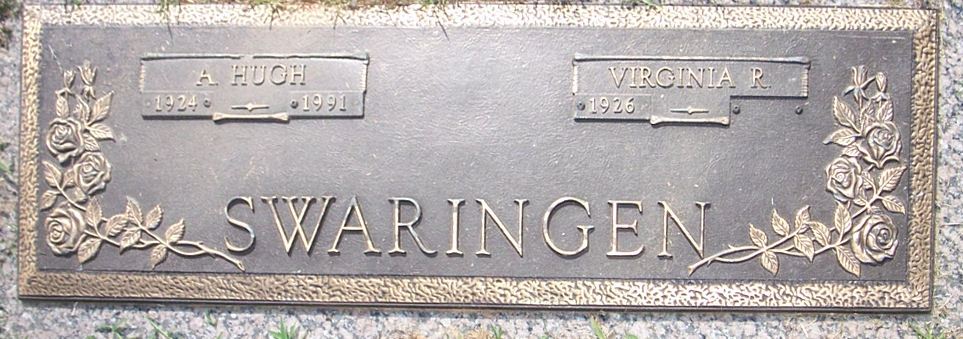 A. HUGH
1924 1991
VIRGINIA R.
1926
SWARINGEN